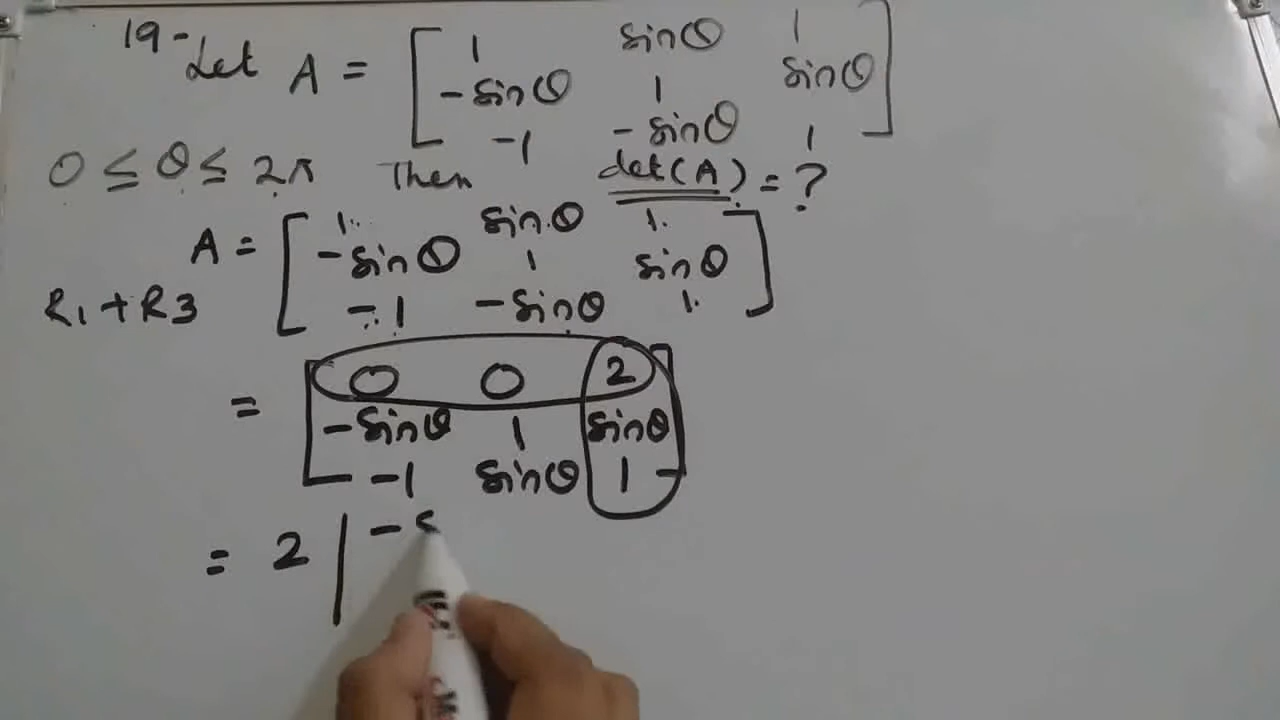 19- Let A = [ 1 sinθ 1
-sinθ 1 sinθ
-1 -sinθ 1 ]
0 ≤ θ ≤ 2π Then det(A) = ?
A = [ 1 sinθ 1
-sinθ 1 sinθ
R1 + R3 -1 -sinθ 1 ]
= [ 0 0 2
-sinθ 1 sinθ
-1 sinθ 1 ]
= 2 | - s